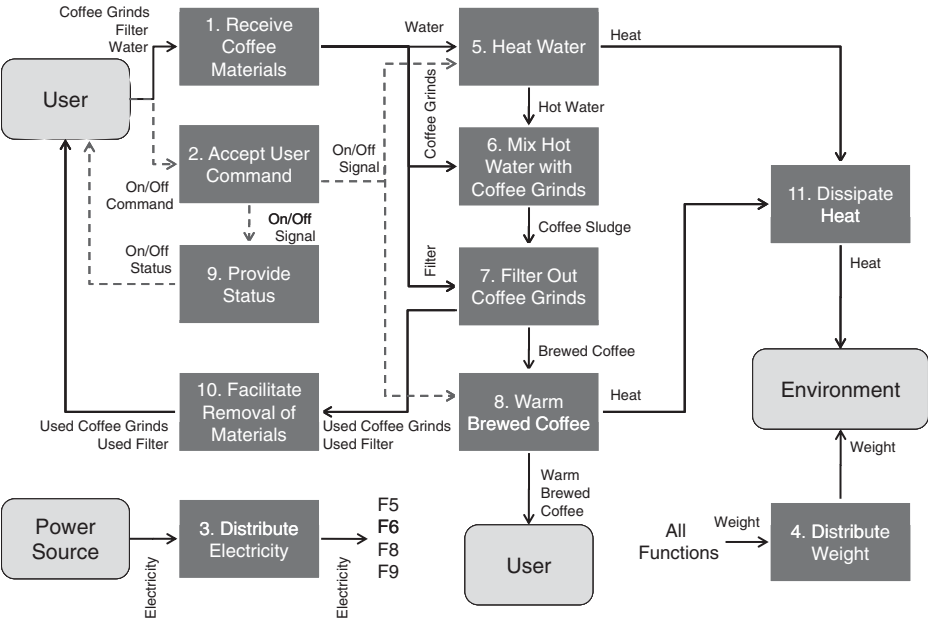 Coffee Grinds
Filter
Water
1. Receive
Coffee
Materials
Water
5. Heat Water
Heat
User
Coffee Grinds
Hot Water
2. Accept User
Command
On/Off
Signal
6. Mix Hot
Water with
Coffee Grinds
11. Dissipate
Heat
On/Off
Command
On/Off
Signal
Coffee Sludge
On/Off
Status
9. Provide
Status
Filter
7. Filter Out
Coffee Grinds
Heat
Brewed Coffee
Environment
10. Facilitate
Removal of
Materials
8. Warm
Brewed Coffee
Heat
Used Coffee Grinds
Used Filter
Used Coffee Grinds
Used Filter
Weight
Warm
Brewed
Coffee
Power
Source
Electricity
3. Distribute
Electricity
Electricity
F5
F6
F8
F9
User
All
Functions
Weight
4. Distribute
Weight